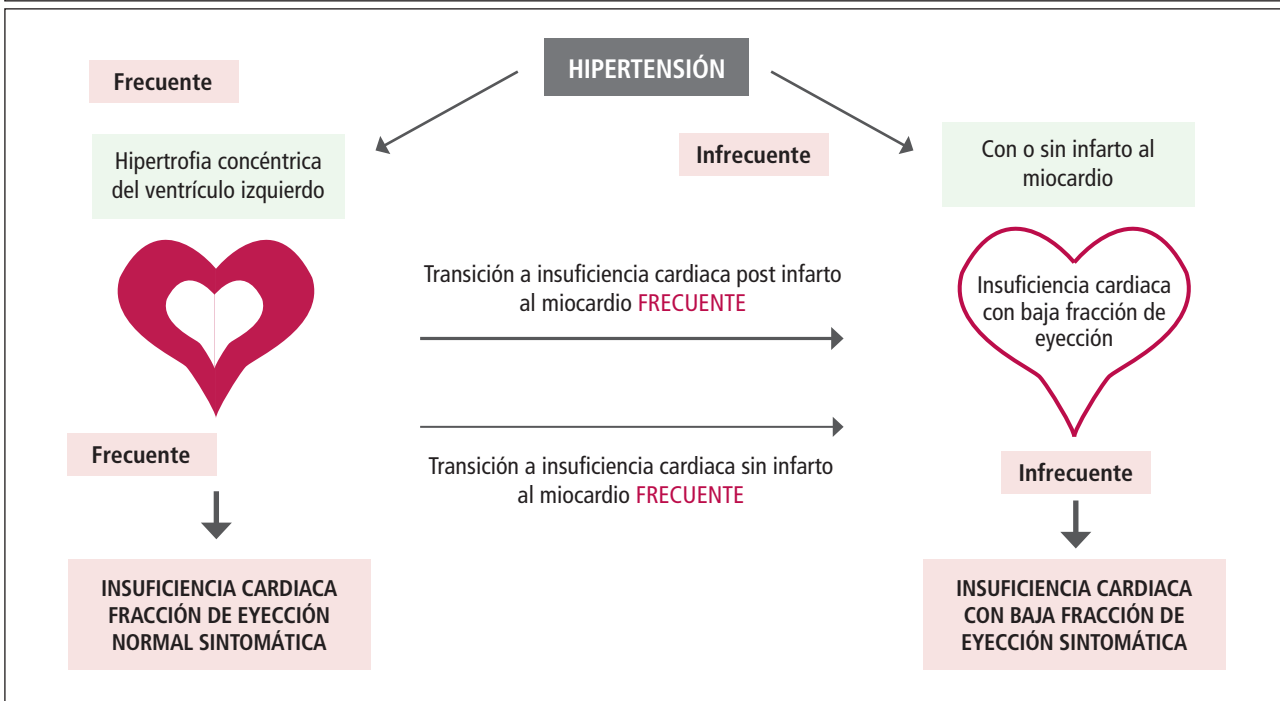 HIPERTENSIÓN
Frecuente
Hipertrofia concéntrica
del ventrículo izquierdo
Infrecuente
Con o sin infarto al
miocardio
Transición a insuficiencia cardiaca post infarto
al miocardio FRECUENTE
Insuficiencia cardiaca
con baja fracción de
eyección
Transición a insuficiencia cardiaca sin infarto
al miocardio FRECUENTE
Frecuente
Infrecuente
INSUFICIENCIA CARDIACA
FRACCIÓN DE EYECCIÓN
NORMAL SINTOMÁTICA
INSUFICIENCIA CARDIACA
CON BAJA FRACCIÓN DE
EYECCIÓN SINTOMÁTICA